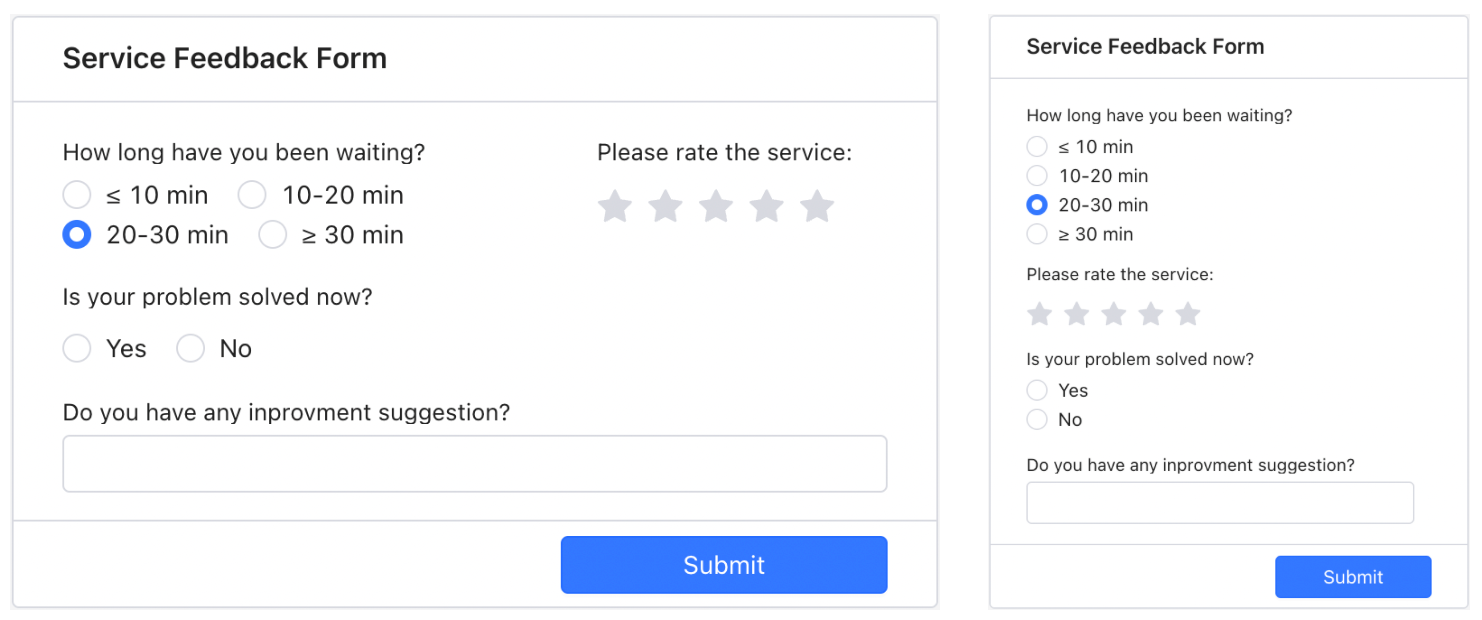 Service Feedback Form
How long have you been waiting?
≤ 10 min 10-20 min
20-30 min ≥ 30 min
Please rate the service:
Is your problem solved now?
Yes No
Do you have any inprovment suggestion?
Submit
Service Feedback Form
How long have you been waiting?
≤ 10 min
10-20 min
20-30 min
≥ 30 min
Please rate the service:
Is your problem solved now?
Yes
No
Do you have any inprovment suggestion?
Submit